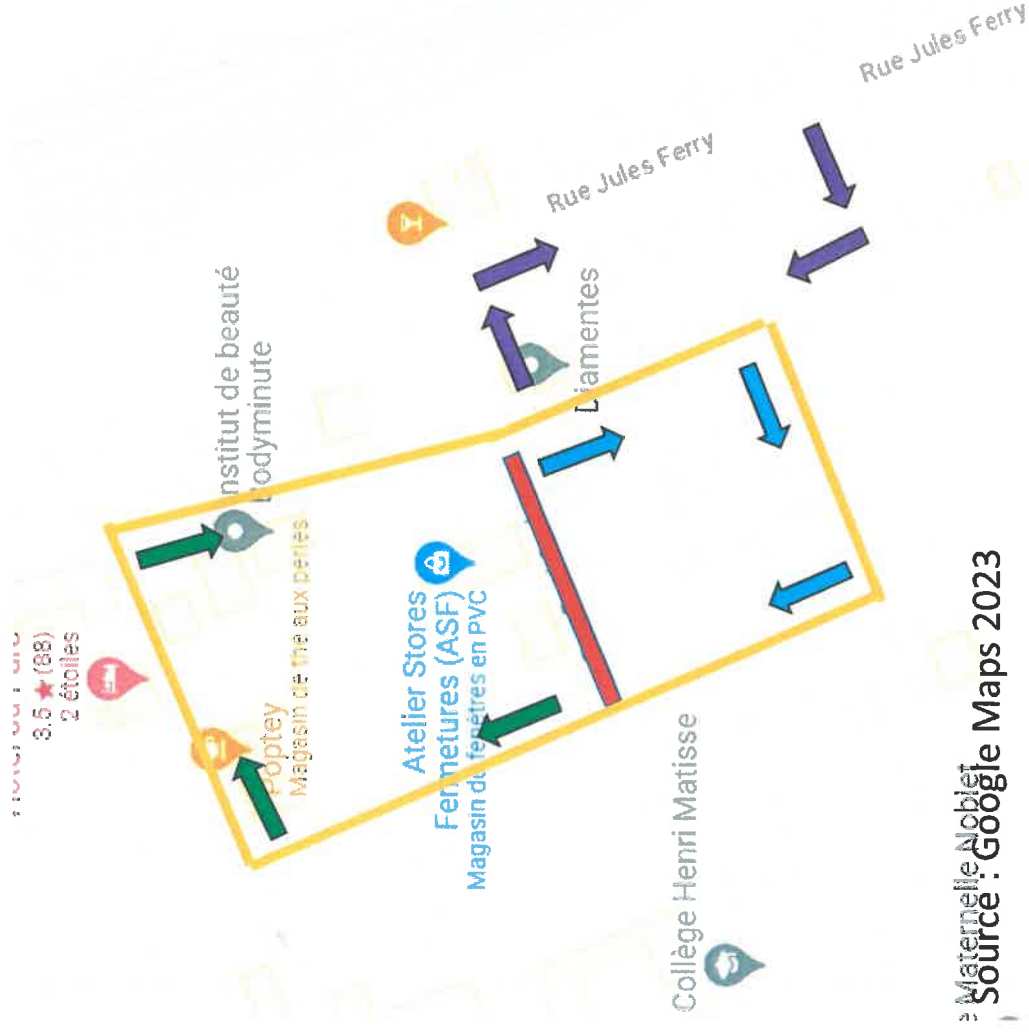 3.5 ★ (88)
2 étoiles
nstitut de beauté
odyminute
Poptey
Magasin de thé aux perles
Atelier Stores
Fermetures (ASF)
Magasin de fenêtres en PVC
Rue Jules Ferry
Rue Jules Ferry
Diamentes
Collège Henri Matisse
e Maternelle Noblet
Source : Google Maps 2023